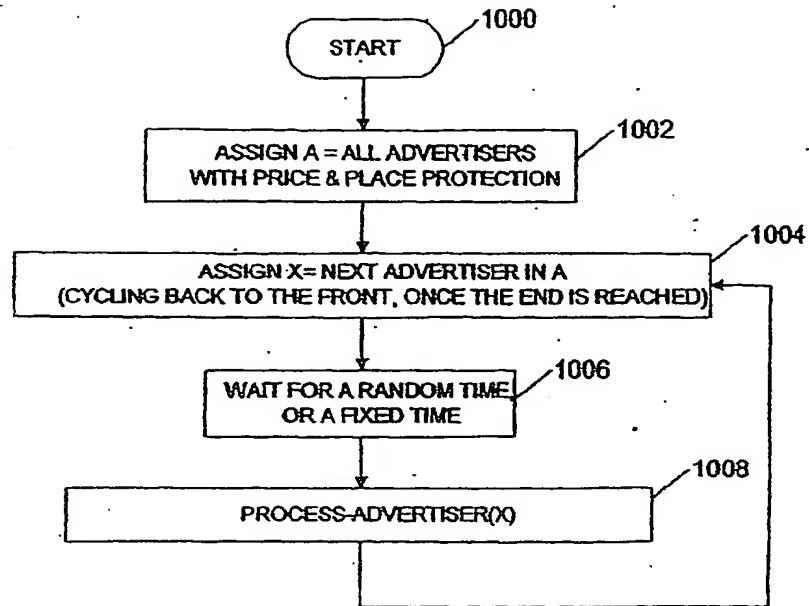 START
1000
1002
ASSIGN A = ALL ADVERTISERS
WITH PRICE & PLACE PROTECTION
1004
ASSIGN X= NEXT ADVERTISER IN A
(CYCLING BACK TO THE FRONT, ONCE THE END IS REACHED)
1006
WAIT FOR A RANDOM TIME
OR A FIXED TIME
1008
PROCESS-ADVERTISER(X)